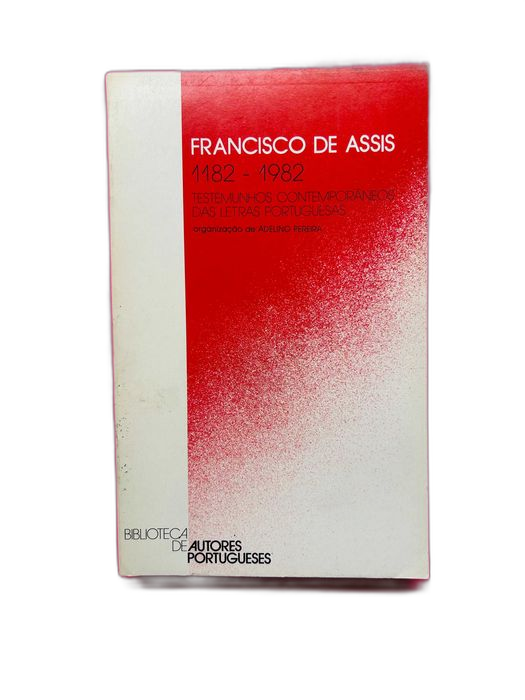 FRANCISCO DE ASSIS
1182 - 1982
TESTEMUNHOS CONTEMPORÂNEOS
DAS LETRAS PORTUGUESAS
organização de ADELINO PEREIRA
BIBLIOTECA
DE AUTORES
PORTUGUESES